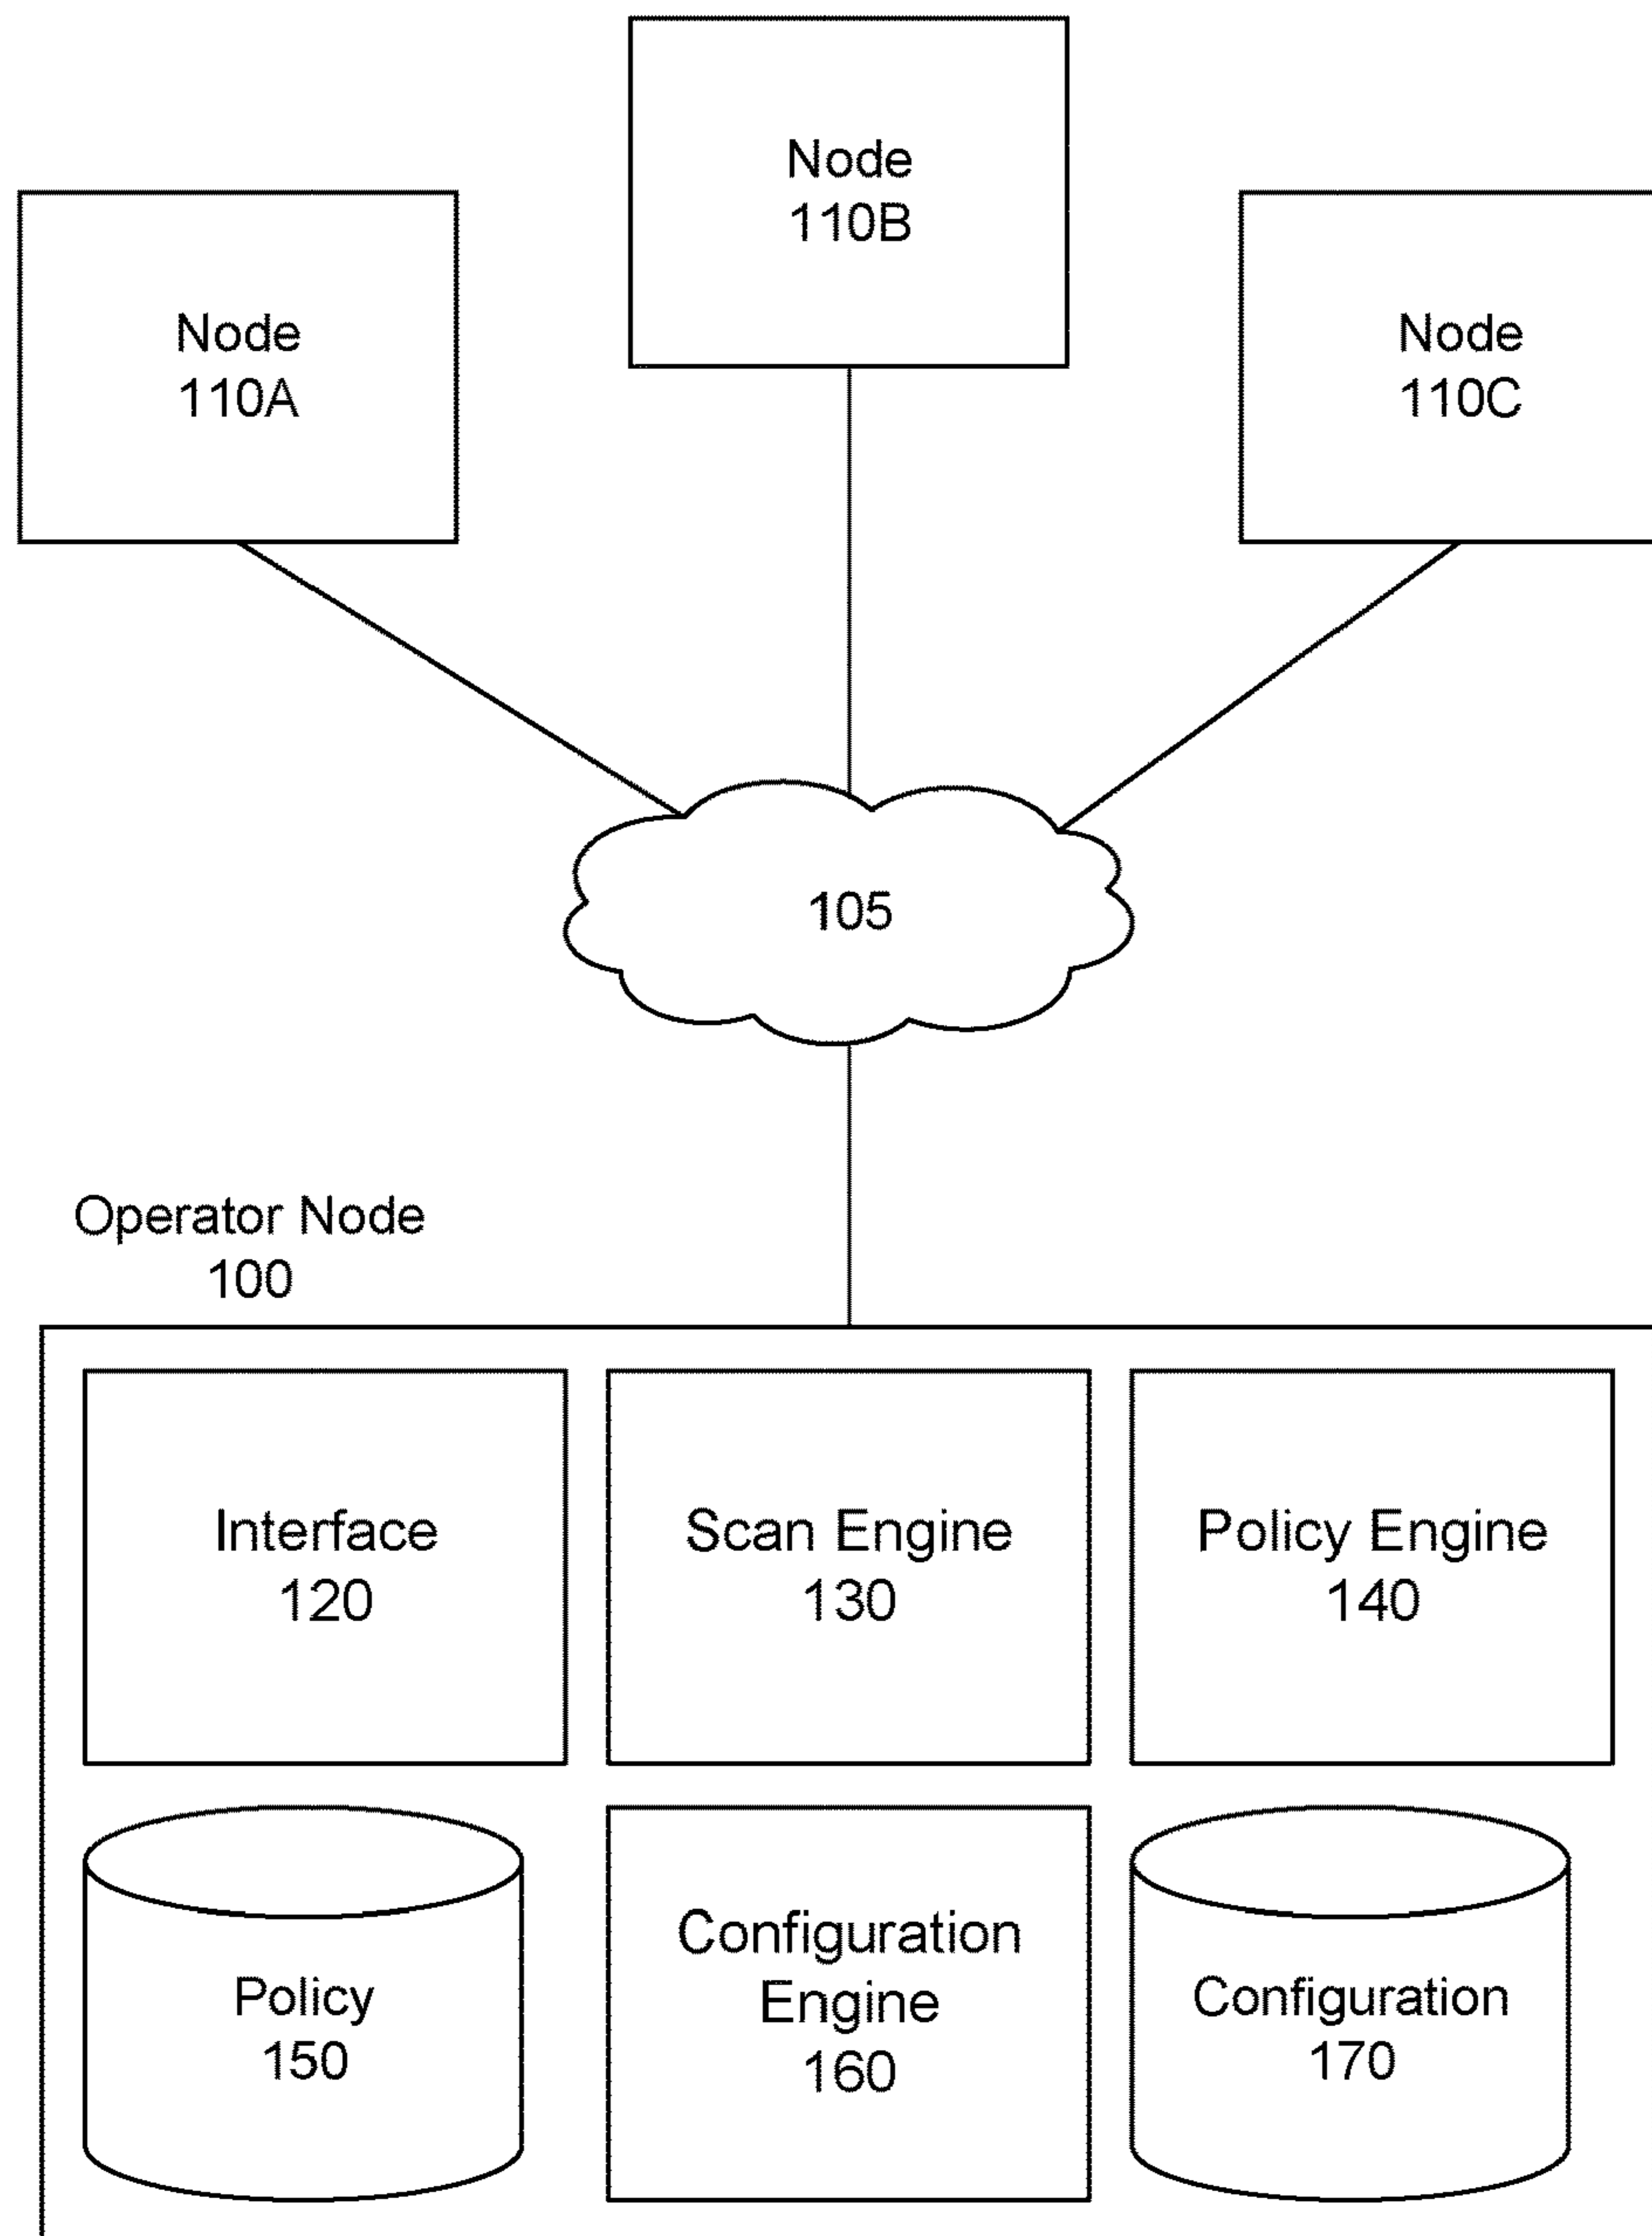 Node
110B
Node
110A
Node
110C
105
Operator Node
100
Interface
120
Scan Engine
130
Policy Engine
140
Policy
150
Configuration
Engine
160
Configuration
170